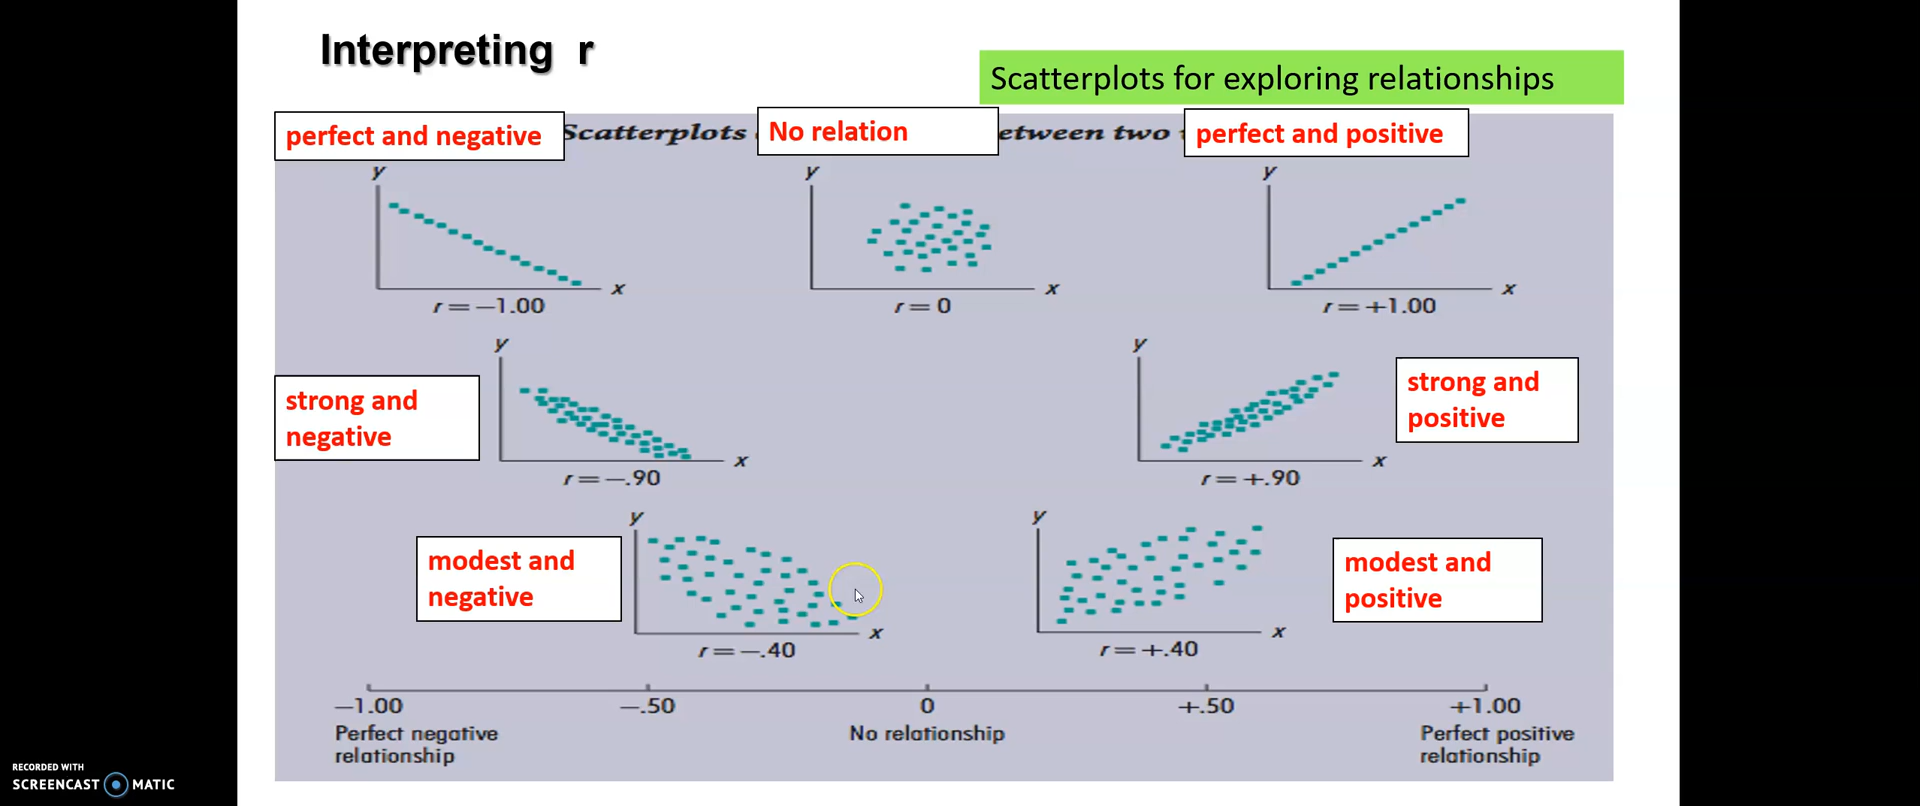 Interpreting r
Scatterplots for exploring relationships
perfect and negative
Scatterplots
No relation
etween two
perfect and positive
y
x
r = −1.00
y
x
r = 0
y
x
r = +1.00
strong and
negative
y
x
r = −.90
y
x
r = +.90
strong and
positive
modest and
negative
y
x
r = −.40
y
x
r = +.40
modest and
positive
−1.00
−.50
0
+.50
+1.00
Perfect negative
relationship
No relationship
Perfect positive
relationship
RECORDED WITH
SCREENCAST MATIC